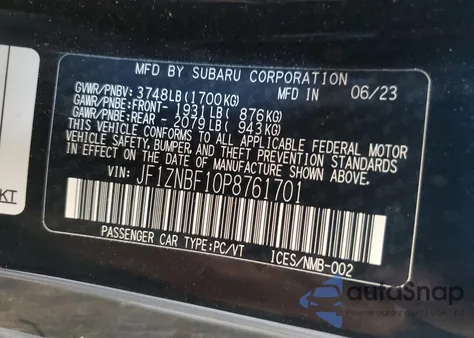 MFD BY SUBARU CORPORATION
GVWR/PNBV: 3748LB(1700KG) MFD IN 06/23
GAWR/PNBE:FRONT- 1931LB( 876KG)
GAWR/PNBE:REAR - 2079LB( 943KG)
THIS VEHICLE CONFORMS TO ALL APPLICABLE FEDERAL MOTOR
VEHICLE SAFETY, BUMPER, AND THEFT PREVENTION STANDARDS
IN EFFECT ON THE DATE OF MANUFACTURE SHOWN ABOVE.
VIN: JF1ZNBF10P8761701
KT
PASSENGER CAR TYPE:PC/VT ICES/NMB-002
autoSnap